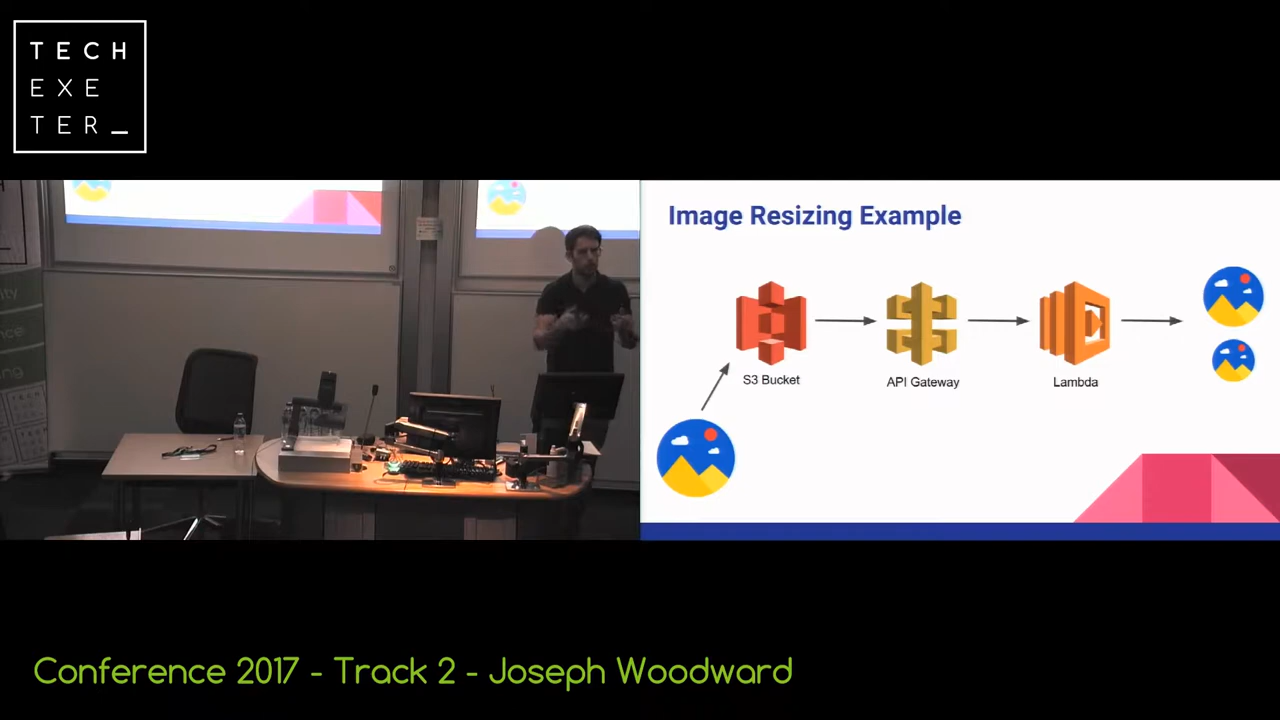 TECH
EXE
TER_
Image Resizing Example
S3 Bucket
API Gateway
Lambda
Conference 2017 - Track 2 - Joseph Woodward